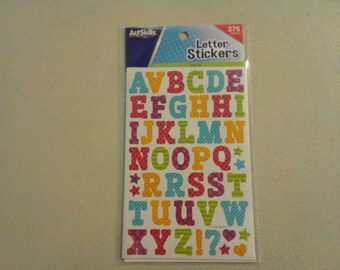 ArtSkills
Letter
Stickers
276
AVBCDE
EFGHHI
IJKLMN
NOOPQ
RRSST
TUUVW
XYZ!?